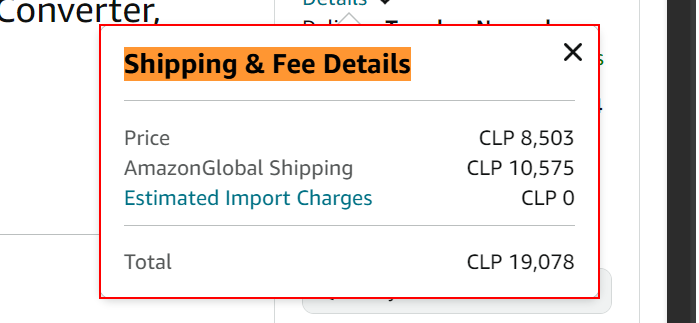 Converter,
Details
Shipping & Fee Details
Price CLP 8,503
AmazonGlobal Shipping CLP 10,575
Estimated Import Charges CLP 0
Total CLP 19,078